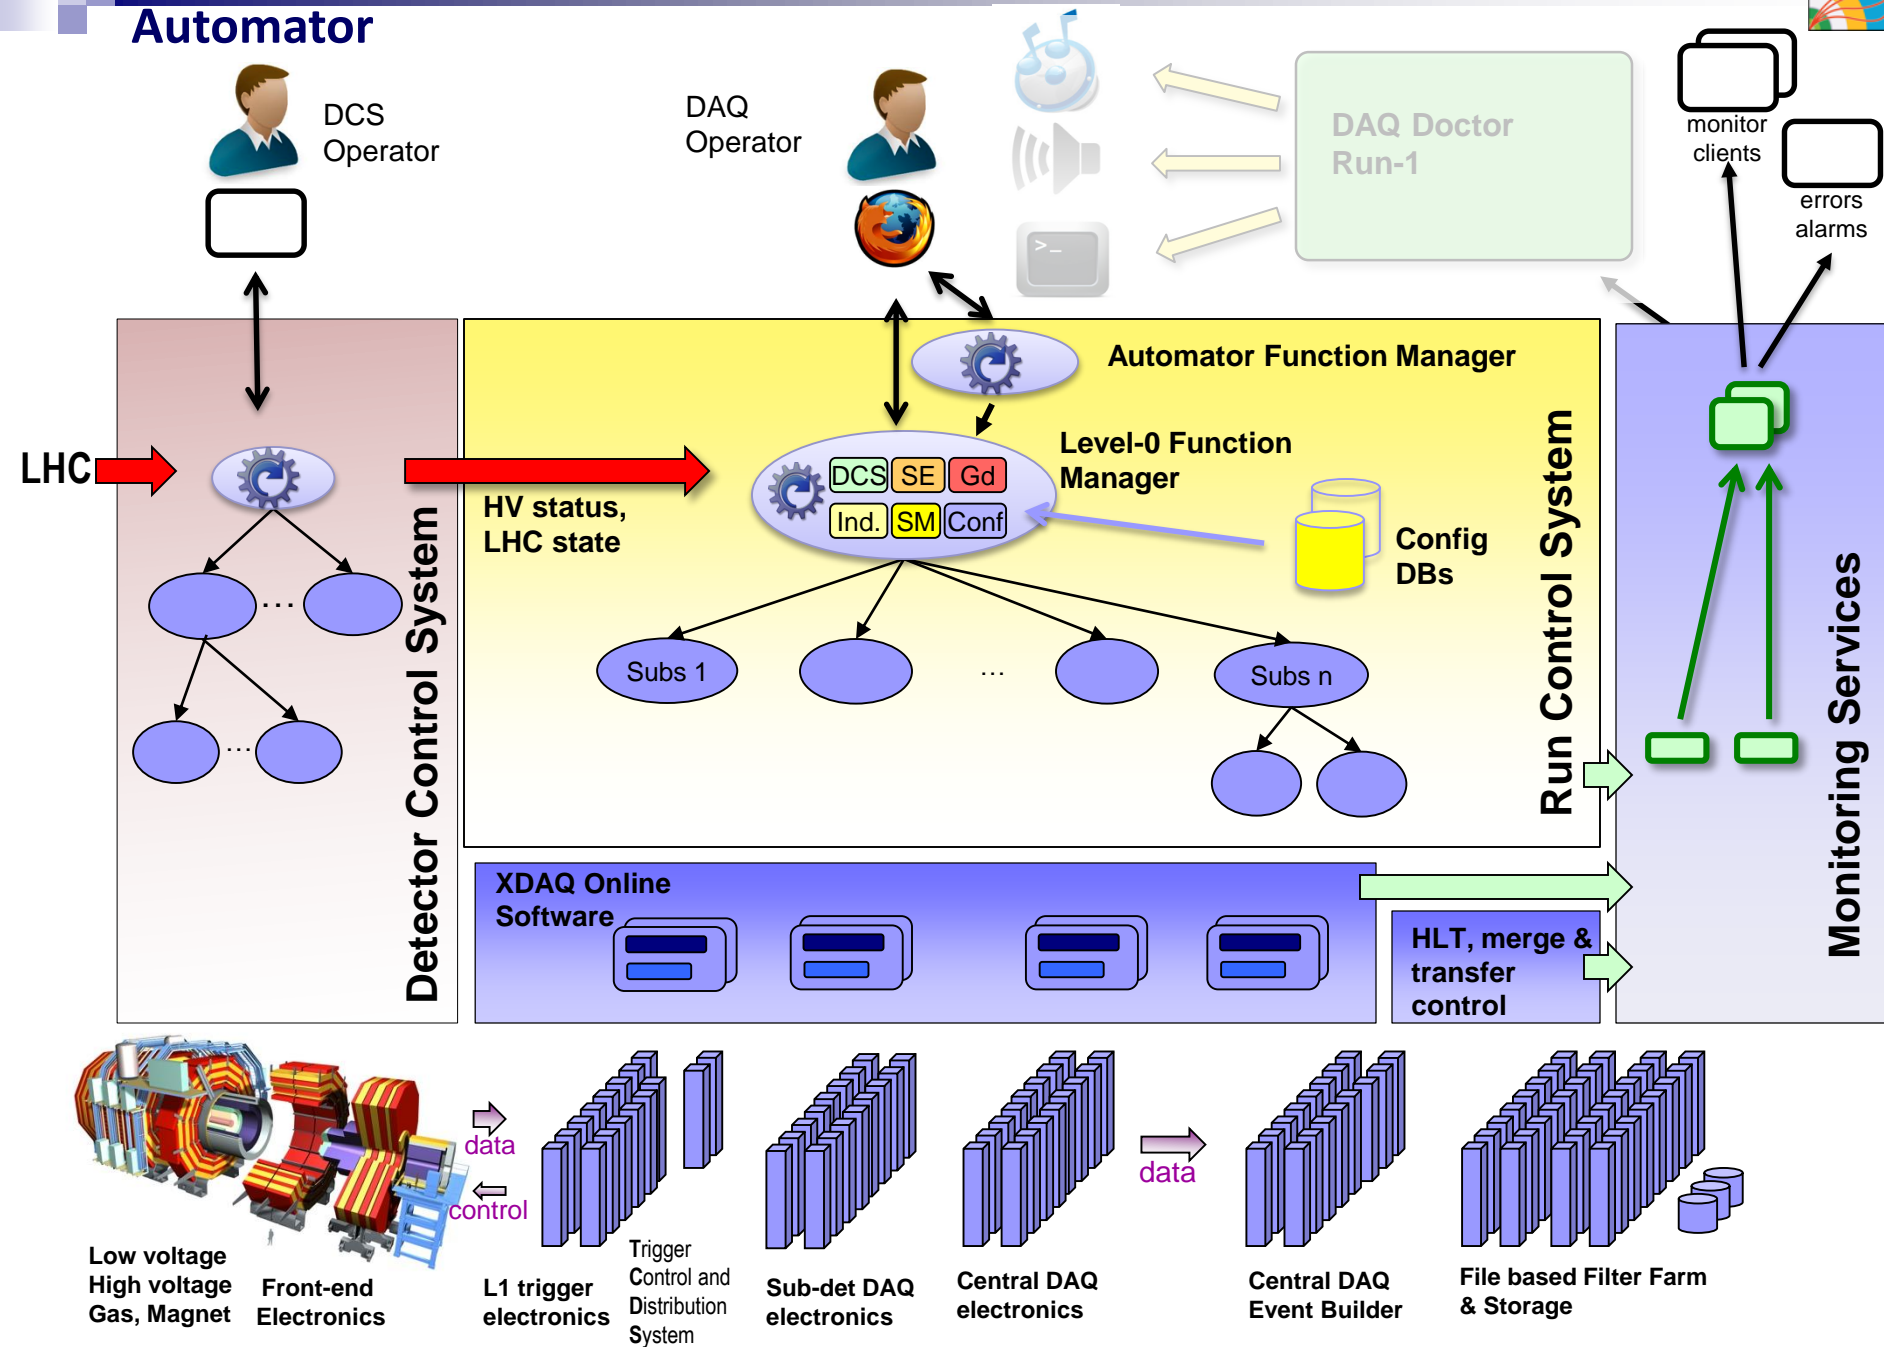 Automator
DCS
Operator
DAQ
Operator
DAQ Doctor
Run-1
>_
monitor
clients
errors
alarms
Automator Function Manager
LHC
HV status,
LHC state
Level-0 Function
Manager
DCS SE Gd
Ind. SM Conf
Config
DBs
Subs 1
...
Subs n
...
...
Detector Control System
Run Control System
Monitoring Services
XDAQ Online
Software
HLT, merge &
transfer
control
data
control
data
Low voltage
High voltage
Gas, Magnet
Front-end
Electronics
L1 trigger
electronics
Trigger
Control and
Distribution
System
Sub-det DAQ
electronics
Central DAQ
electronics
Central DAQ
Event Builder
File based Filter Farm
& Storage